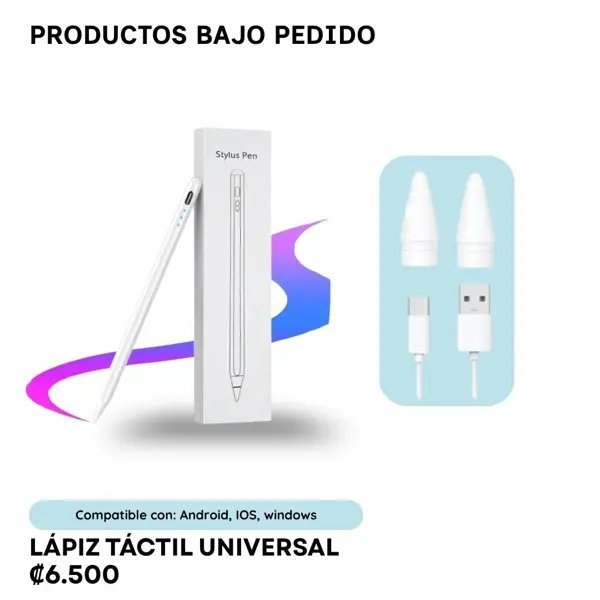 PRODUCTOS BAJO PEDIDO
Stylus Pen
Compatible con: Android, IOS, windows
LÁPIZ TÁCTIL UNIVERSAL
₡6.500